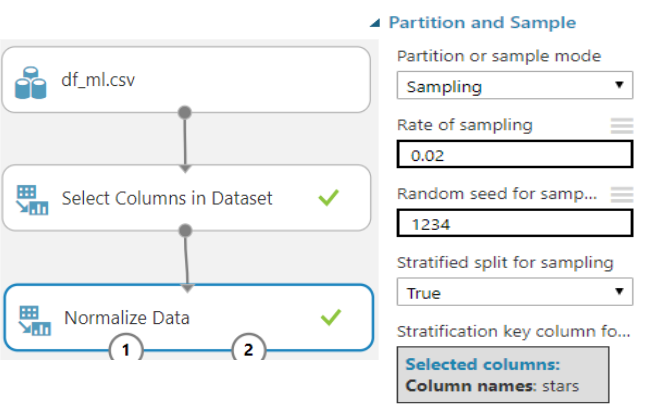 df_ml.csv
Select Columns in Dataset
Normalize Data
1
2
Partition and Sample
Partition or sample mode
Sampling
Rate of sampling
0.02
Random seed for samp...
1234
Stratified split for sampling
True
Stratification key column fo...
Selected columns:
Column names: stars